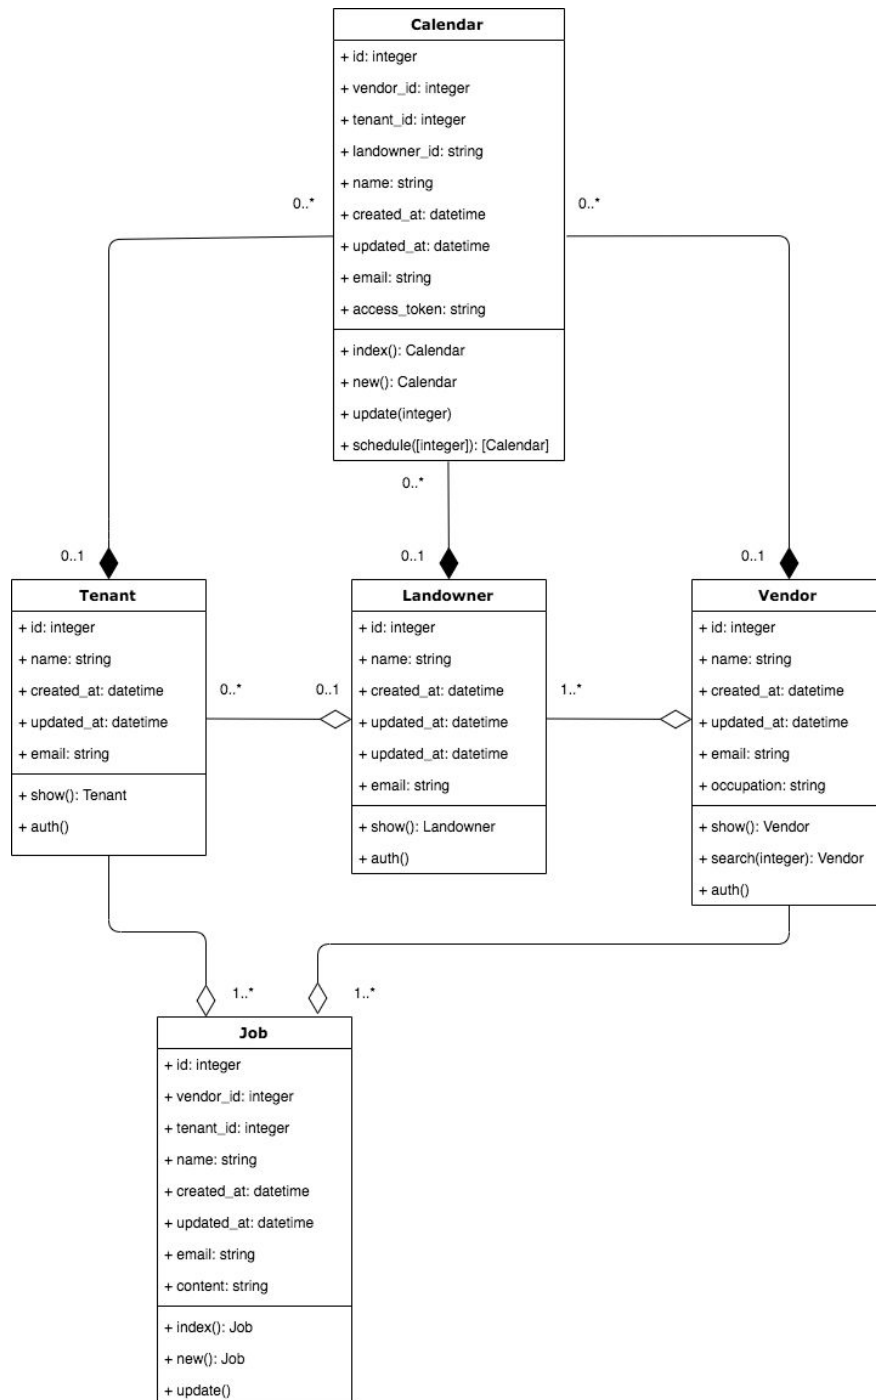 Calendar
+ id: integer
+ vendor_id: integer
+ tenant_id: integer
+ landowner_id: string
+ name: string
+ created_at: datetime
+ updated_at: datetime
+ email: string
+ access_token: string
+ index(): Calendar
+ new(): Calendar
+ update(integer)
+ schedule([integer]): [Calendar]
0..*
0..*
0..*
0..1
0..1
0..1
Tenant
+ id: integer
+ name: string
+ created_at: datetime
+ updated_at: datetime
+ email: string
+ show(): Tenant
+ auth()
0..*
0..1
Landowner
+ id: integer
+ name: string
+ created_at: datetime
+ updated_at: datetime
+ updated_at: datetime
+ email: string
+ show(): Landowner
+ auth()
1..*
Vendor
+ id: integer
+ name: string
+ created_at: datetime
+ updated_at: datetime
+ email: string
+ occupation: string
+ show(): Vendor
+ search(integer): Vendor
+ auth()
1..*
1..*
Job
+ id: integer
+ vendor_id: integer
+ tenant_id: integer
+ name: string
+ created_at: datetime
+ updated_at: datetime
+ email: string
+ content: string
+ index(): Job
+ new(): Job
+ update()